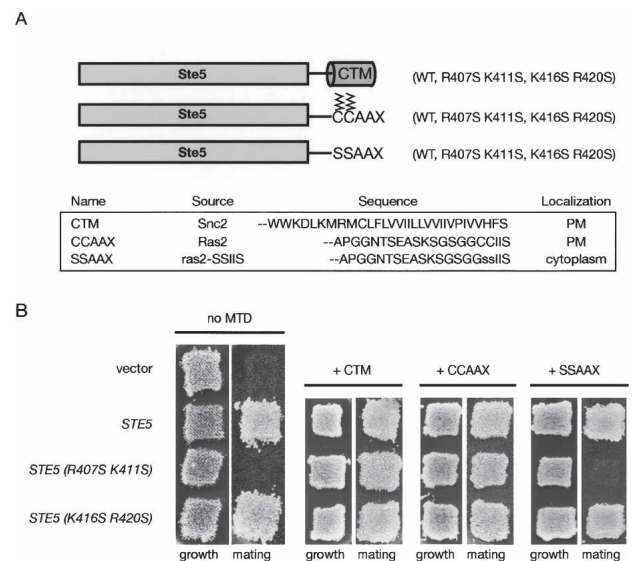 A
Ste5 CTM (WT, R407S K411S, K416S R420S)
Ste5 CCAAX (WT, R407S K411S, K416S R420S)
Ste5 SSAAX (WT, R407S K411S, K416S R420S)
Name Source Sequence Localization
CTM Snc2 --WWKDLKMRMCLFLVVIILLVVIIVPIVVHFS PM
CCAAX Ras2 --APGGNTSEASKSGSGGCCIIS PM
SSAAX ras2-SSIIS --APGGNTSEASKSGSGGssIIS cytoplasm
B
no MTD
vector
+ CTM + CCAAX + SSAAX
STE5
STE5 (R407S K411S)
STE5 (K416S R420S)
growth mating growth mating growth mating growth mating